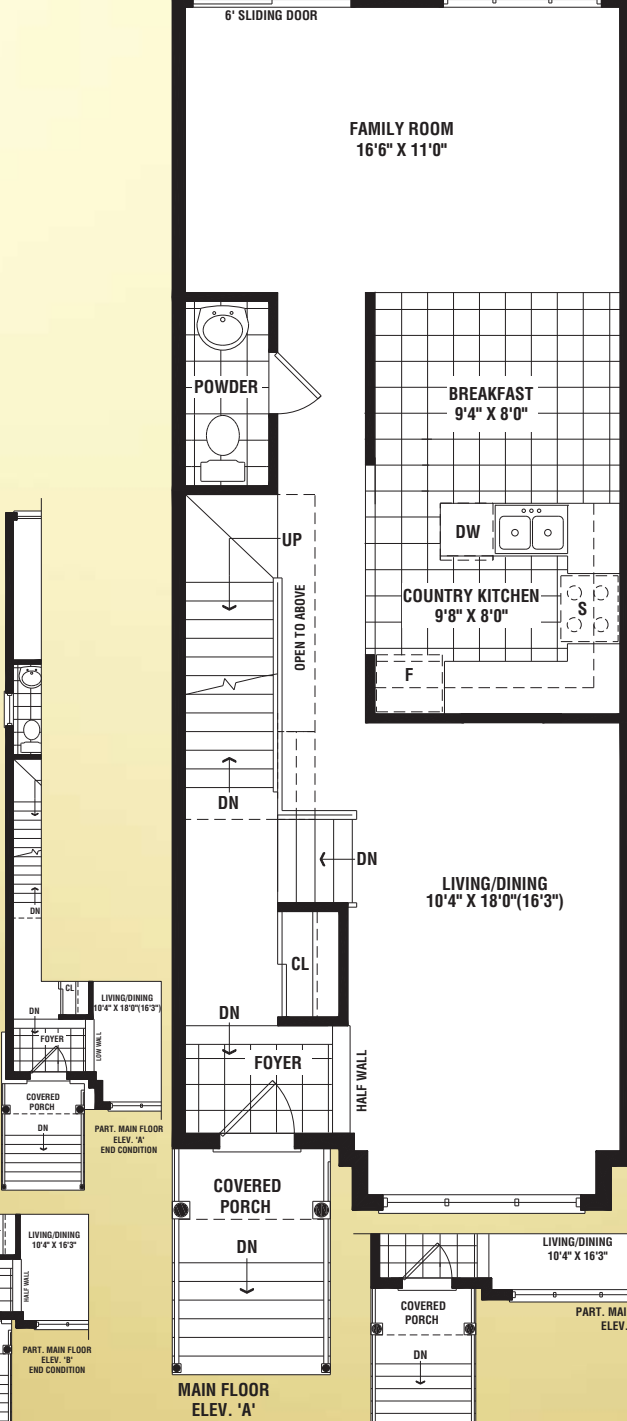 6' SLIDING DOOR
FAMILY ROOM
16'6" X 11'0"
POWDER
BREAKFAST
9'4" X 8'0"
DW
UP
OPEN TO ABOVE
COUNTRY KITCHEN
9'8" X 8'0"
S
F
DN
DN
LIVING/DINING
10'4" X 18'0"(16'3")
CL
DN
FOYER
HALF WALL
COVERED
PORCH
DN
MAIN FLOOR
ELEV. 'A'
DN
CL
LIVING/DINING
10'4" X 18'0"(16'3")
DN
FOYER
LOW WALL
COVERED
PORCH
DN
PART. MAIN FLOOR
ELEV. 'A'
END CONDITION
LIVING/DINING
10'4" X 16'3"
HALF WALL
PART. MAIN FLOOR
ELEV. 'B'
END CONDITION
LIVING/DINING
10'4" X 16'3"
COVERED
PORCH
DN
PART. MAI
ELEV.